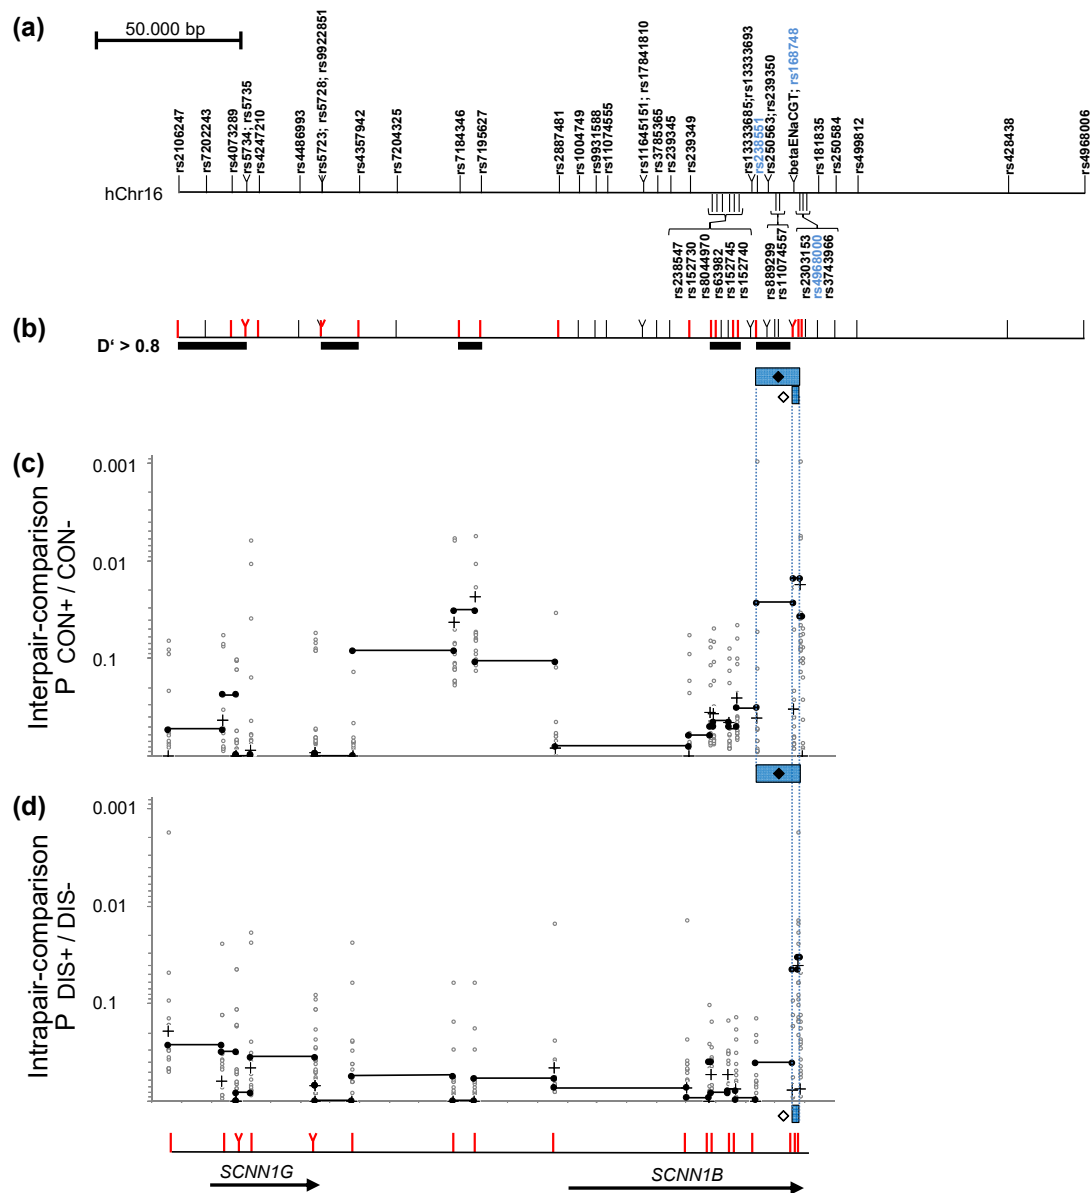 (a)
50.000 bp
rs2106247
rs7202243
rs4073289
rs5734; rs5735
rs4247210
rs4486993
rs5723; rs5728; rs9922851
rs4357942
rs7204325
rs7184346
rs7195627
rs2887481
rs1004749
rs9931588
rs11074555
rs11645151; rs17841810
rs3785365
rs239345
rs239349
rs13333685;rs13333693
rs238551
rs250563;rs239350
betaENaCGT; rs168748
rs181835
rs250584
rs499812
rs428438
rs4968006
hChr16
rs238547
rs152730
rs8044970
rs63982
rs152745
rs152740
rs889299
rs11074557
rs2303153
rs4968000
rs3743966
(b)
D‘ > 0.8
(c)
Interpair-comparison
P CON+ / CON-
0.001
0.01
0.1
(d)
Intrapair-comparison
P DIS+ / DIS-
0.001
0.01
0.1
SCNN1G
SCNN1B